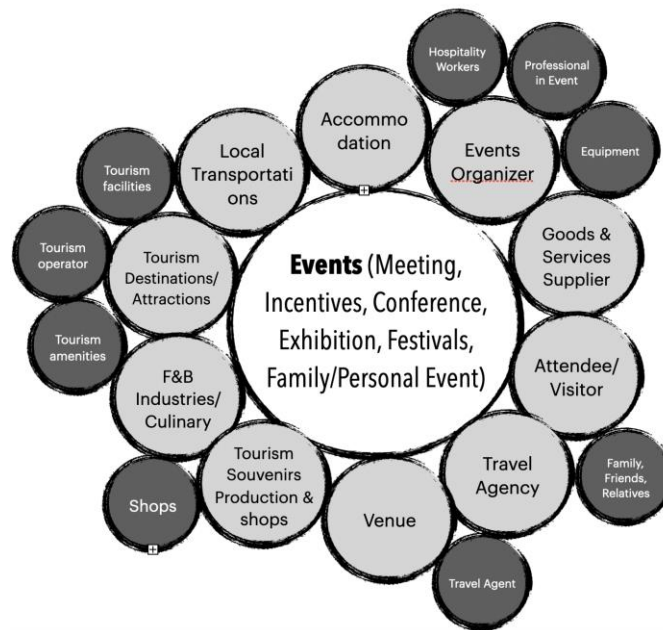 Hospitality
Workers
Professional
in Event
Accommo
dation
Events
Organizer
Equipment
Local
Transportati
ons
Tourism
facilities
Goods &
Services
Supplier
Tourism
operator
Tourism
Destinations/
Attractions
Events (Meeting,
Incentives, Conference,
Exhibition, Festivals,
Family/Personal Event)
Tourism
amenities
F&B
Industries/
Culinary
Attendee/
Visitor
Tourism
Souvenirs
Production &
shops
Travel
Agency
Family,
Friends,
Relatives
Shops
Venue
Travel Agent